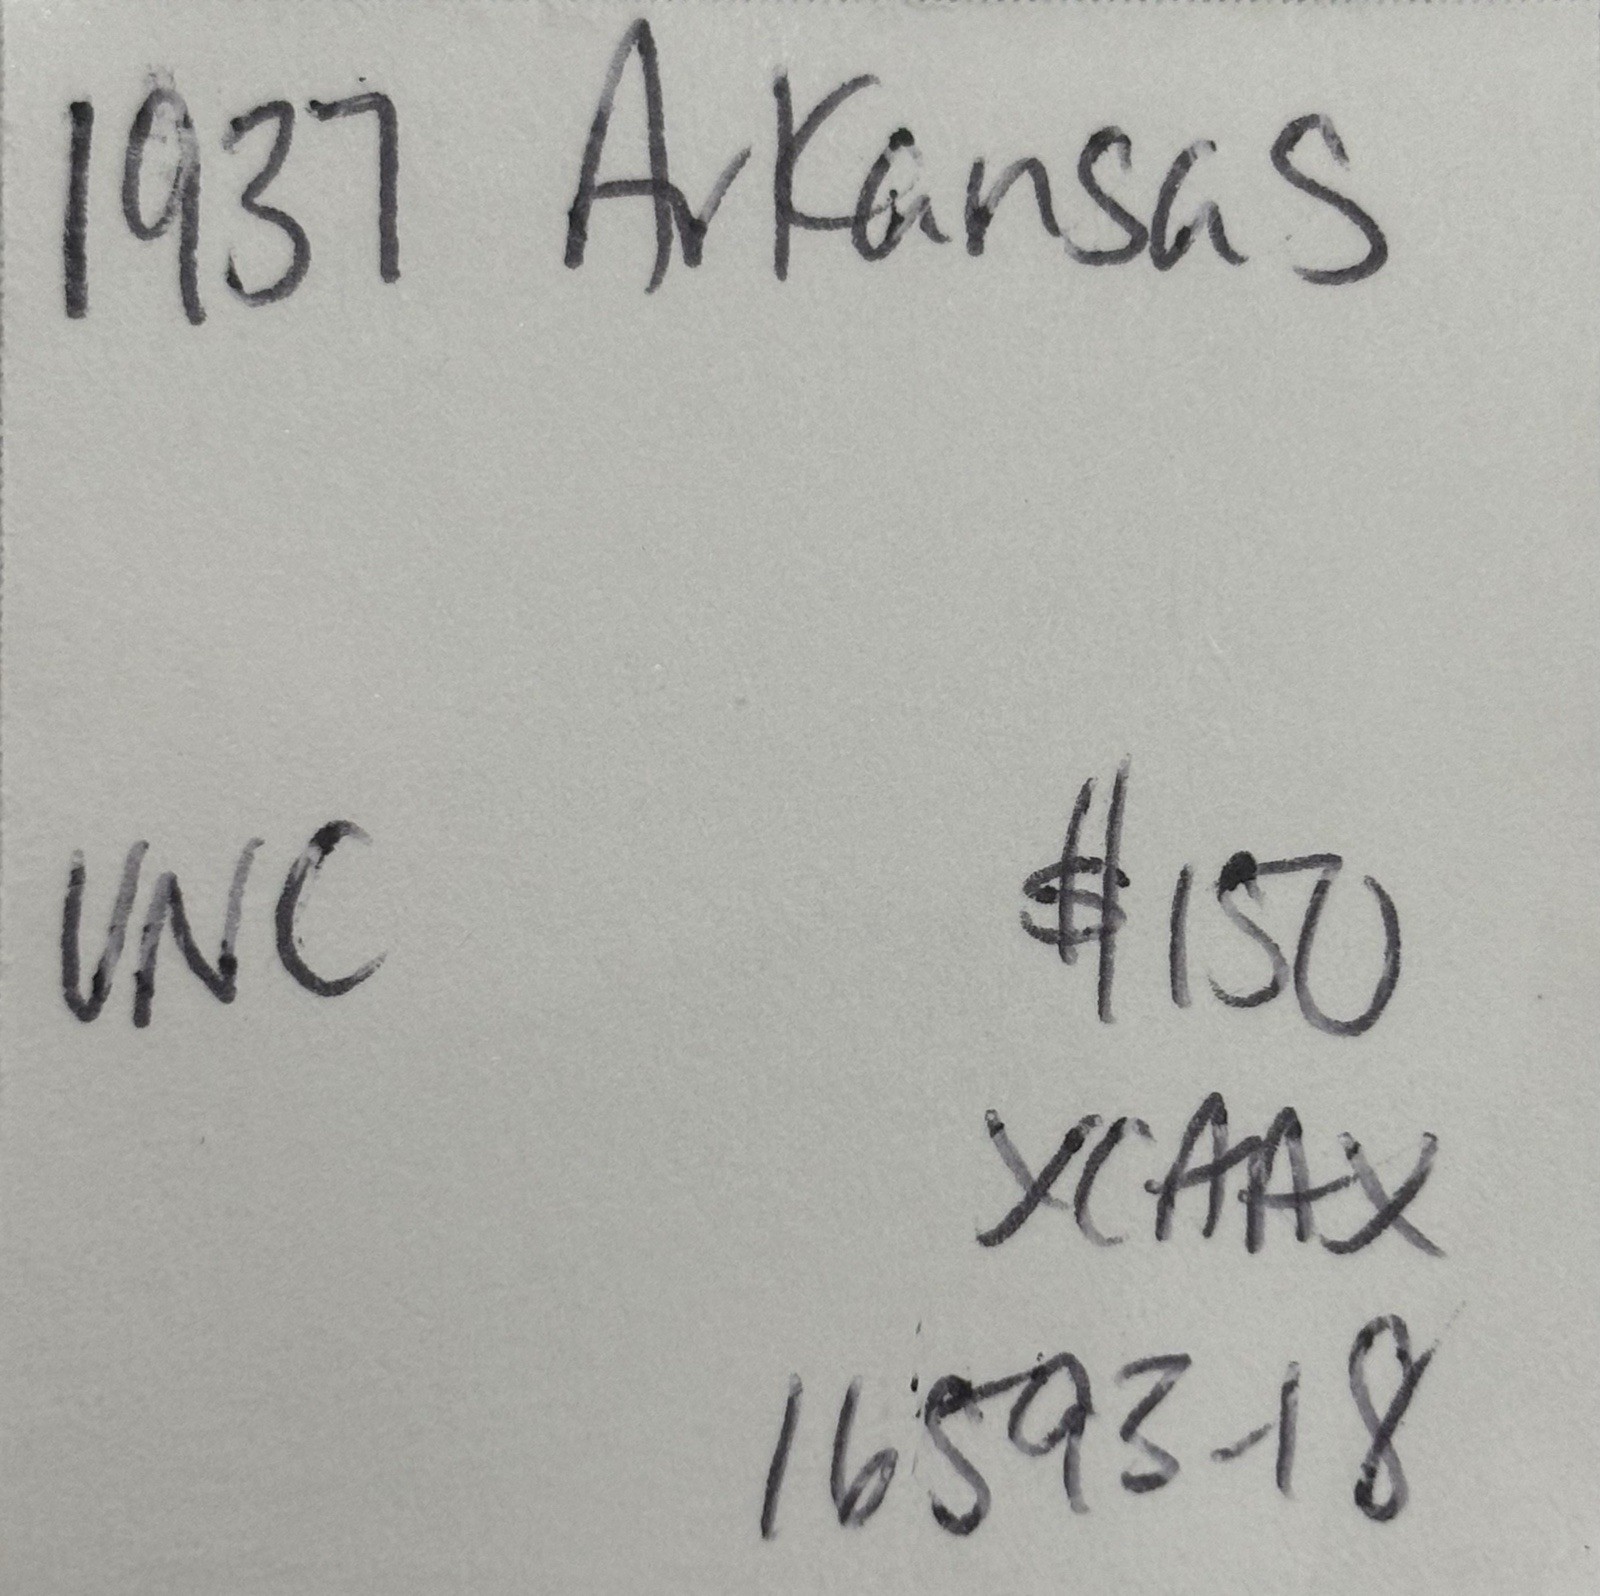 1937 Arkansas
UNC $150
XCAAX
16593-18